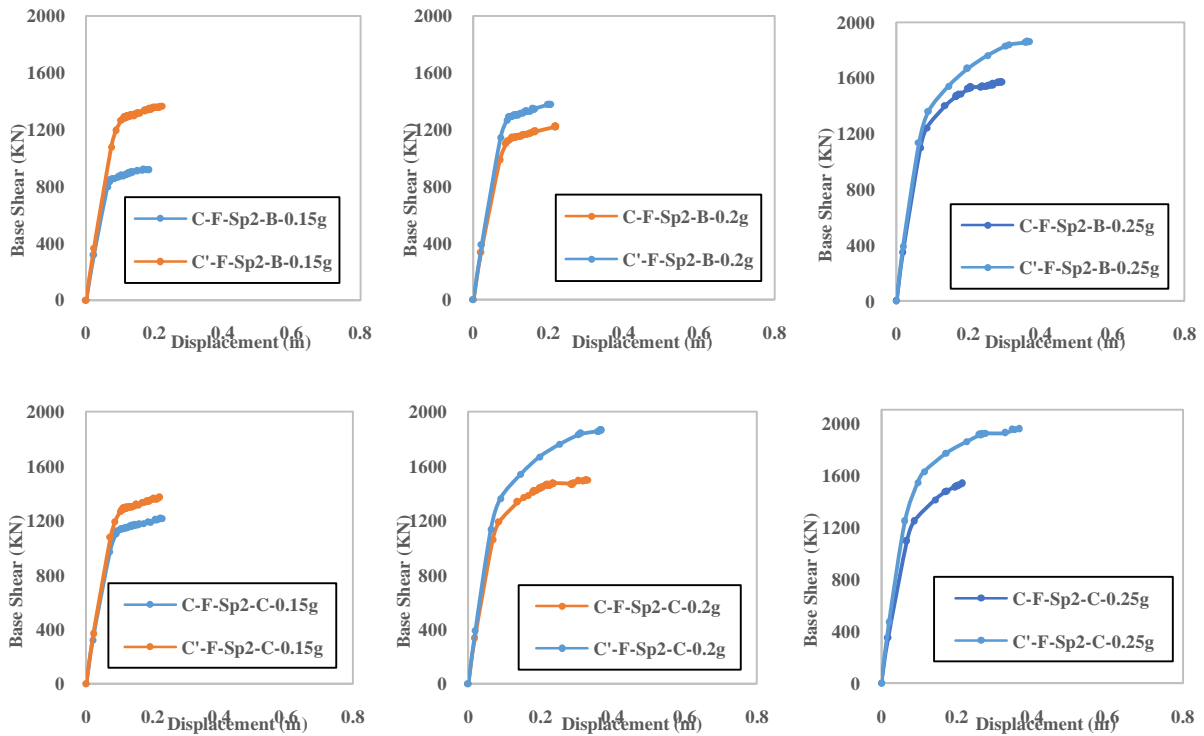 2000
1600
1200
800
400
0
Base Shear (KN)
C-F-Sp2-B-0.15g
C'-F-Sp2-B-0.15g
0 0.2 0.4 0.6 0.8
Displacement (m)
2000
1600
1200
800
400
0
Base Shear (KN)
C-F-Sp2-B-0.2g
C'-F-Sp2-B-0.2g
0 0.2 0.4 0.6 0.8
Displacement (m)
2000
1600
1200
800
400
0
Base Shear (KN)
C-F-Sp2-B-0.25g
C'-F-Sp2-B-0.25g
0 0.2 0.4 0.6 0.8
Displacement (m)
2000
1600
1200
800
400
0
Base Shear (KN)
C-F-Sp2-C-0.15g
C'-F-Sp2-C-0.15g
0 0.2 0.4 0.6 0.8
Displacement (m)
2000
1600
1200
800
400
0
Base Shear (KN)
C-F-Sp2-C-0.2g
C'-F-Sp2-C-0.2g
0 0.2 0.4 0.6 0.8
Displacement (m)
2000
1600
1200
800
400
0
Base Shear (KN)
C-F-Sp2-C-0.25g
C'-F-Sp2-C-0.25g
0 0.2 0.4 0.6 0.8
Displacement (m)